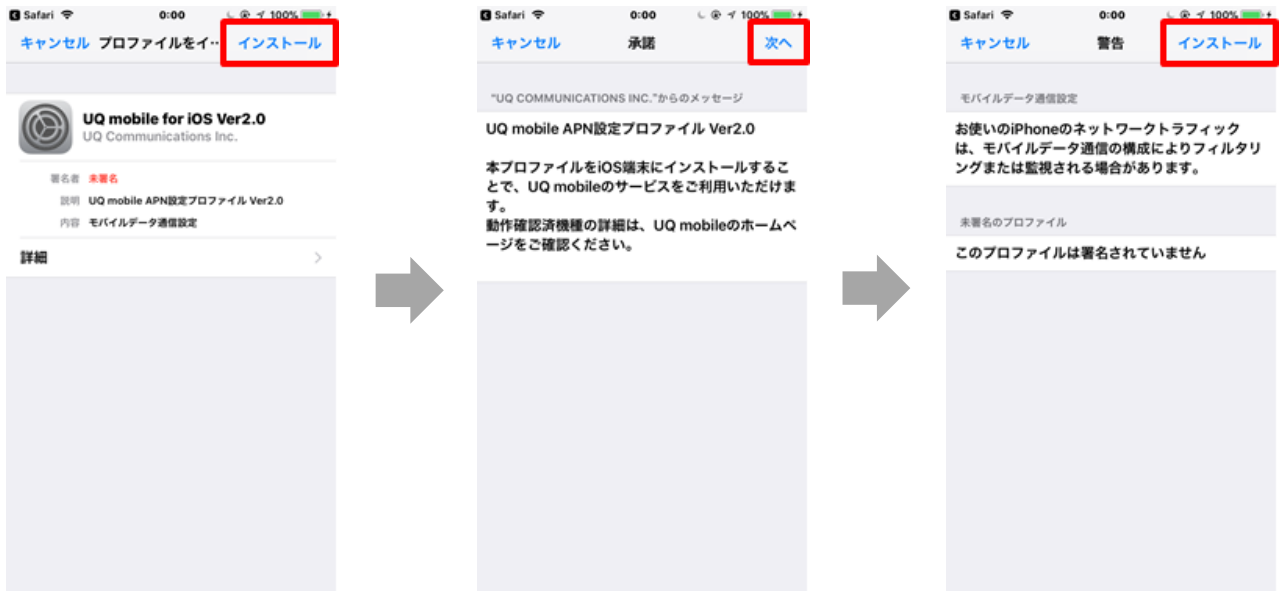 Safari 0:00 100%
キャンセル プロファイルをイ… インストール
UQ mobile for iOS Ver2.0
UQ Communications Inc.
署名者 未署名
説明 UQ mobile APN設定プロファイル Ver2.0
内容 モバイルデータ通信設定
詳細
Safari 0:00 100%
キャンセル 承諾 次へ
"UQ COMMUNICATIONS INC."からのメッセージ
UQ mobile APN設定プロファイル Ver2.0
本プロファイルをiOS端末にインストールするこ
とで、UQ mobileのサービスをご利用いただけま
す。
動作確認済機種の詳細は、UQ mobileのホームペ
ージをご確認ください。
Safari 0:00 100%
キャンセル 警告 インストール
モバイルデータ通信設定
お使いのiPhoneのネットワークトラフィック
は、モバイルデータ通信の構成によりフィルタリ
ングまたは監視される場合があります。
未署名のプロファイル
このプロファイルは署名されていません